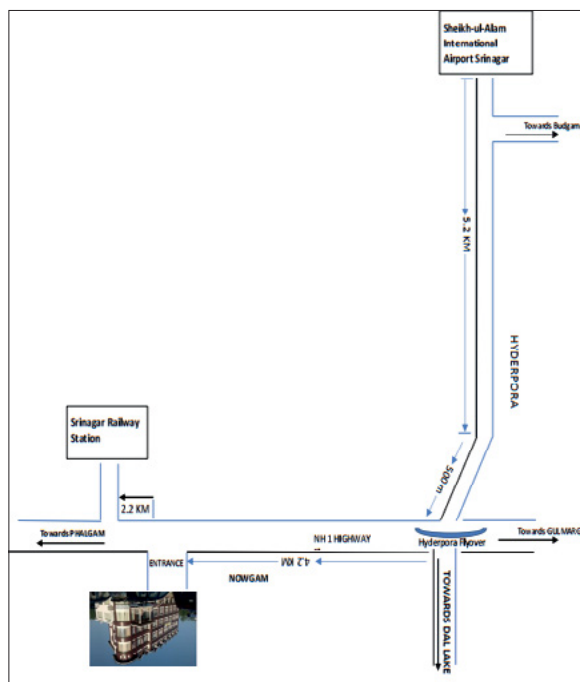 Sheikh-ul-Alam
International
Airport Srinagar
Towards Budgam
5.2 KM
HYDERPORA
Srinagar Railway
Station
500m
2.2 KM
Towards PHALGAM
NH 1 HIGHWAY
Hyderpora Flyover
Towards GULMARG
ENTRANCE
4.2 KM
NOWGAM
TOWARDS DAL LAKE